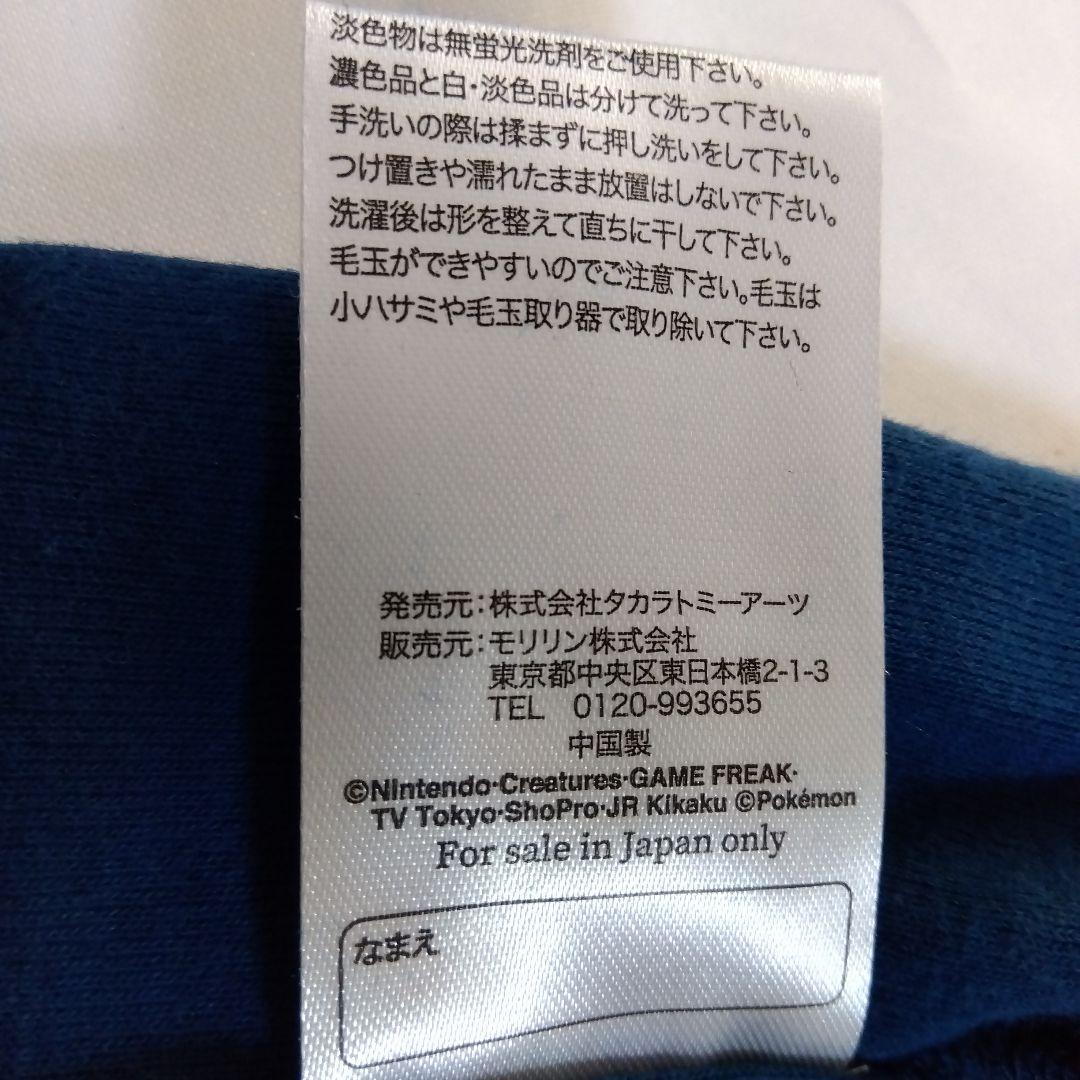 淡色物は無蛍光洗剤をご使用下さい。
濃色品と白・淡色品は分けて洗って下さい。
手洗いの際は揉まずに押し洗いをして下さい。
つけ置きや濡れたまま放置はしないで下さい。
洗濯後は形を整えて直ちに干して下さい。
毛玉ができやすいのでご注意下さい。毛玉は
小ハサミや毛玉取り器で取り除いて下さい。
発売元：株式会社タカラトミーアーツ
販売元：モリリン株式会社
東京都中央区東日本橋2-1-3
TEL 0120-993655
中国製
©Nintendo·Creatures·GAME FREAK·
TV Tokyo·ShoPro·JR Kikaku ©Pokémon
For sale in Japan only
なまえ